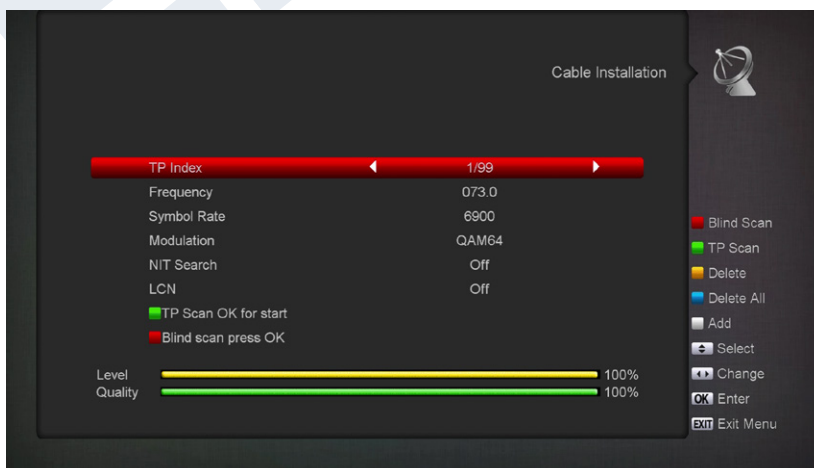 Cable Installation
TP Index 1/99
Frequency 073.0
Symbol Rate 6900
Modulation QAM64
NIT Search Off
LCN Off
TP Scan OK for start
Blind scan press OK
Level 100%
Quality 100%
Blind Scan
TP Scan
Delete
Delete All
Add
Select
Change
OK Enter
EXIT Exit Menu